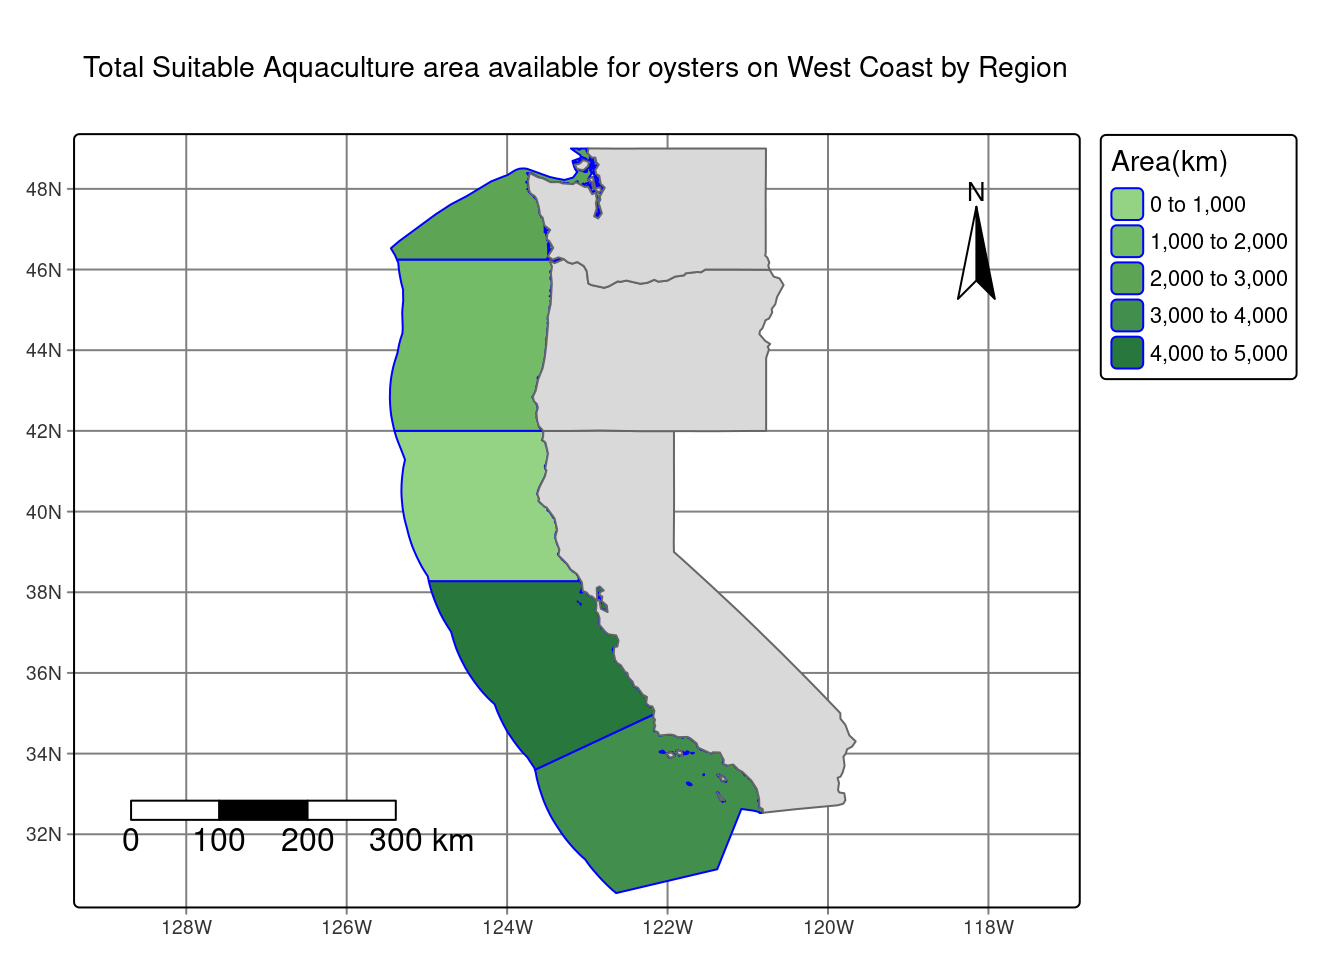 Total Suitable Aquaculture area available for oysters on West Coast by Region
Area(km)
0 to 1,000
1,000 to 2,000
2,000 to 3,000
3,000 to 4,000
4,000 to 5,000
N
48N
46N
44N
42N
40N
38N
36N
34N
32N
0 100 200 300 km
128W 126W 124W 122W 120W 118W